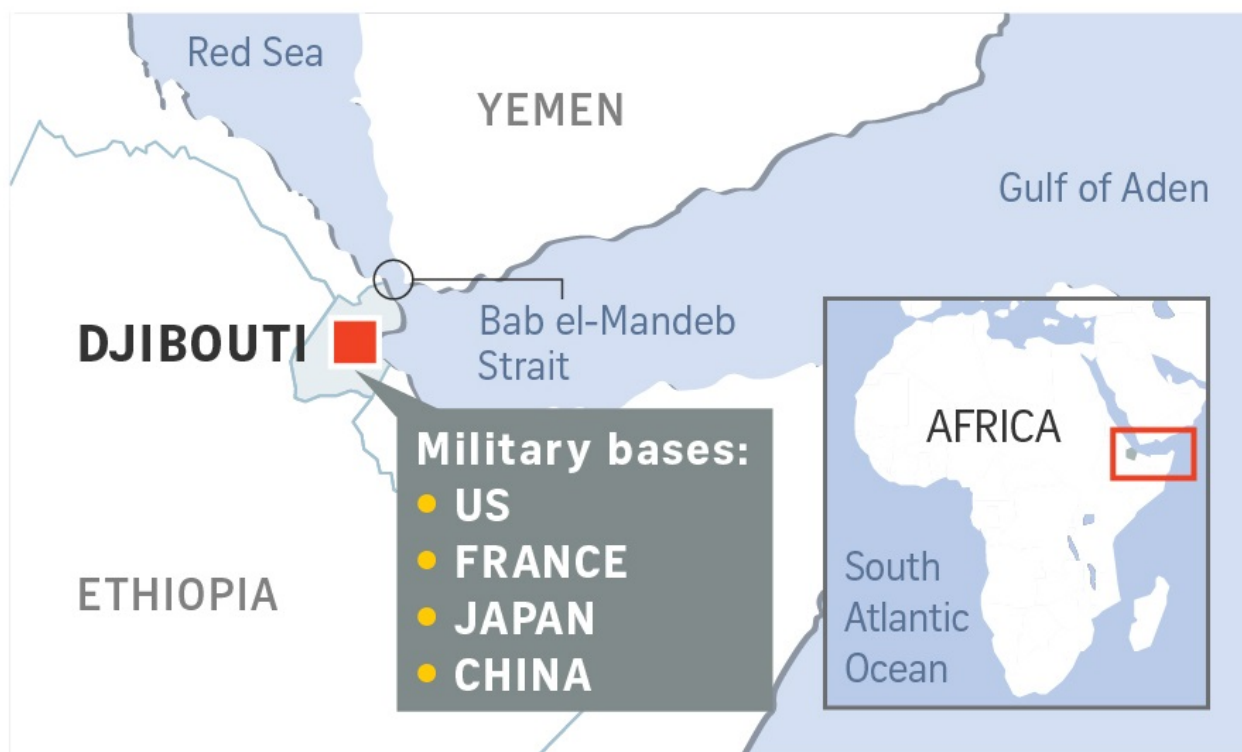 Red Sea
YEMEN
Gulf of Aden
Bab el-Mandeb
Strait
DJIBOUTI
Military bases:
• US
• FRANCE
• JAPAN
• CHINA
ETHIOPIA
AFRICA
South
Atlantic
Ocean